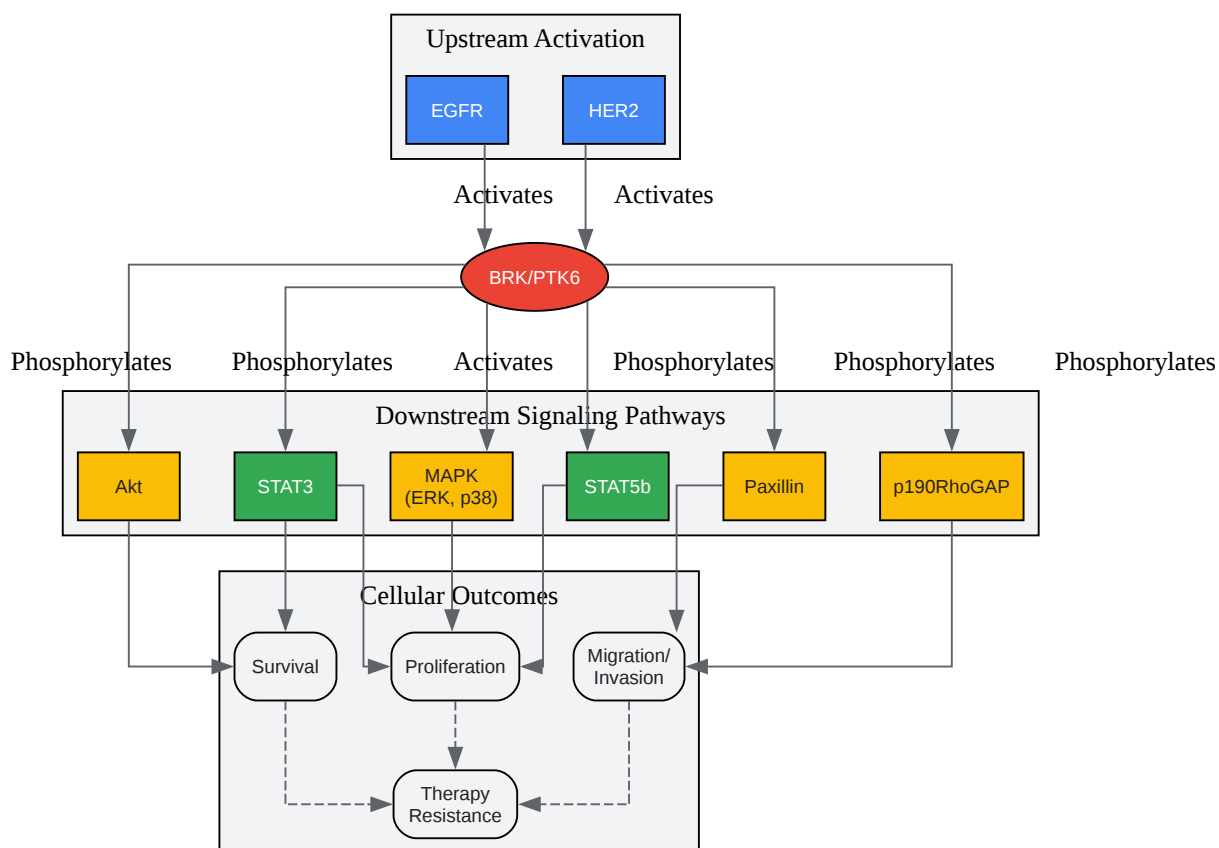 Upstream Activation
EGFR
HER2
Activates
Activates
BRK/PTK6
Phosphorylates
Phosphorylates
Activates
Phosphorylates
Phosphorylates
Phosphorylates
Downstream Signaling Pathways
Akt
STAT3
MAPK
(ERK, p38)
STAT5b
Paxillin
p190RhoGAP
Cellular Outcomes
Survival
Proliferation
Migration/
Invasion
Therapy
Resistance